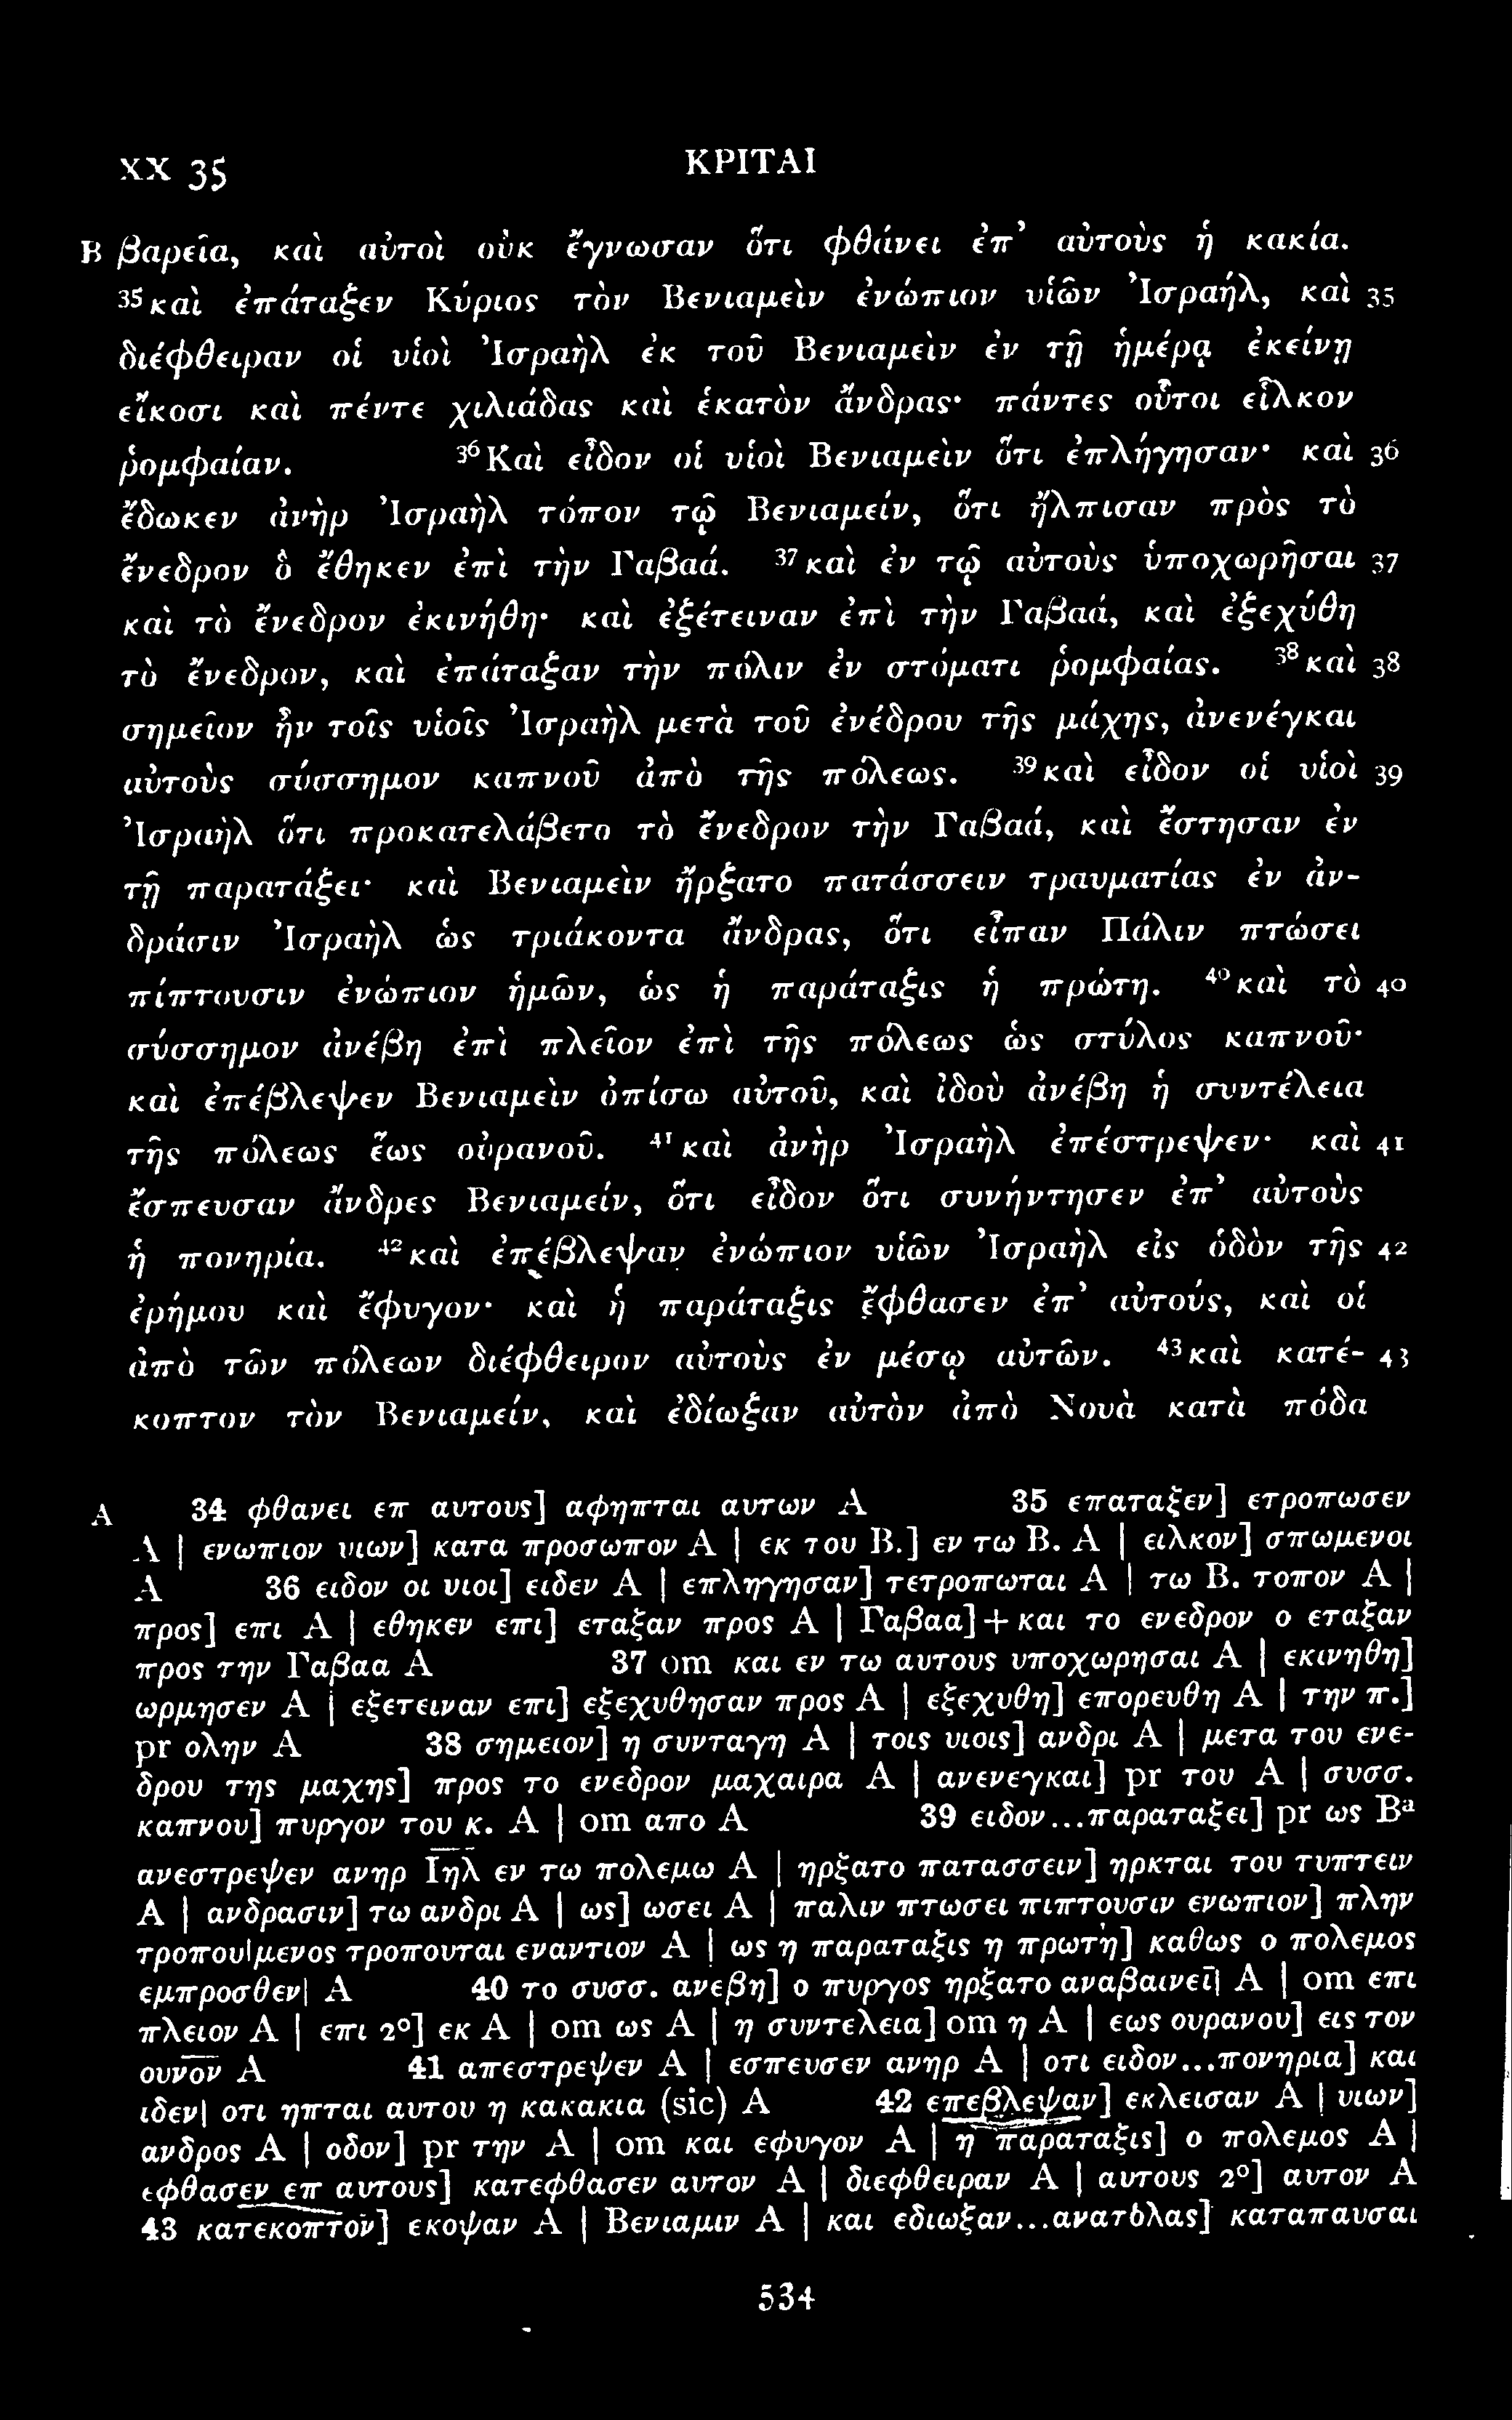 XX 35 ΚΡΙΤΑΙ
B βαρεῖα, καὶ αὐτοὶ οὐκ ἔγνωσαν ὅτι φθάνει ἐπ’ αὐτοὺς ἡ κακία.
³⁵καὶ ἐπάταξεν Κύριος τὸν Βενιαμεὶν ἐνώπιον υἱῶν Ἰσραήλ, καὶ 35
διέφθειραν οἱ υἱοὶ Ἰσραὴλ ἐκ τοῦ Βενιαμεὶν ἐν τῇ ἡμέρᾳ ἐκείνῃ
εἴκοσι καὶ πέντε χιλιάδας καὶ ἑκατὸν ἄνδρας· πάντες οὗτοι εἷλκον
ῥομφαίαν. ³⁶Καὶ εἶδον οἱ υἱοὶ Βενιαμεὶν ὅτι ἐπλήγησαν· καὶ 36
ἔδωκεν ἀνὴρ Ἰσραὴλ τόπον τῷ Βενιαμείν, ὅτι ἤλπισαν πρὸς τὸ
ἔνεδρον ὃ ἔθηκεν ἐπὶ τὴν Γαβαά. ³⁷καὶ ἐν τῷ αὐτοὺς ὑποχωρῆσαι 37
καὶ τὸ ἔνεδρον ἐκινήθη· καὶ ἐξέτειναν ἐπὶ τὴν Γαβαά, καὶ ἐξεχύθη
τὸ ἔνεδρον, καὶ ἐπάταξαν τὴν πόλιν ἐν στόματι ῥομφαίας. ³⁸καὶ 38
σημεῖον ἦν τοῖς υἱοῖς Ἰσραὴλ μετὰ τοῦ ἐνέδρου τῆς μάχης, ἀνενέγκαι
αὐτοὺς σύσσημον καπνοῦ ἀπὸ τῆς πόλεως. ³⁹καὶ εἶδον οἱ υἱοὶ 39
Ἰσραὴλ ὅτι προκατελάβετο τὸ ἔνεδρον τὴν Γαβαά, καὶ ἔστησαν ἐν
τῇ παρατάξει· καὶ Βενιαμεὶν ἤρξατο πατάσσειν τραυματίας ἐν ἀν-
δράσιν Ἰσραὴλ ὡς τριάκοντα ἄνδρας, ὅτι εἶπαν Πάλιν πτώσει
πίπτουσιν ἐνώπιον ἡμῶν, ὡς ἡ παράταξις ἡ πρώτη. ⁴⁰καὶ τὸ 40
σύσσημον ἀνέβη ἐπὶ πλεῖον ἐπὶ τῆς πόλεως ὡς στύλος καπνοῦ·
καὶ ἐπέβλεψεν Βενιαμεὶν ὀπίσω αὐτοῦ, καὶ ἰδοὺ ἀνέβη ἡ συντέλεια
τῆς πόλεως ἕως οὐρανοῦ. ⁴¹καὶ ἀνὴρ Ἰσραὴλ ἐπέστρεψεν· καὶ 41
ἔσπευσαν ἄνδρες Βενιαμείν, ὅτι εἶδον ὅτι συνήντησεν ἐπ’ αὐτοὺς
ἡ πονηρία. ⁴²καὶ ἐπέβλεψαν ἐνώπιον υἱῶν Ἰσραὴλ εἰς ὁδὸν τῆς 42
ἐρήμου καὶ ἔφυγον· καὶ ἡ παράταξις ἔφθασεν ἐπ’ αὐτούς, καὶ οἱ
ἀπὸ τῶν πόλεων διέφθειρον αὐτοὺς ἐν μέσῳ αὐτῶν. ⁴³καὶ κατέ- 43
κοπτον τὸν Βενιαμείν, καὶ ἐδίωξαν αὐτὸν ἀπὸ Νουὰ κατὰ πόδα
A 34 φθανει επ αυτους] αφηπται αυτων A 35 επαταξεν] ετροπωσεν
A | ενωπιον υιων] κατα προσωπον A | εκ του Β.] εν τω Β. A | ειλκον] σπωμενοι
A 36 ειδον οι υιοι] ειδεν A | επληγησαν] τετροπωται A | τω Β. τοπον A |
προς] επι A | εθηκεν επι] εταξαν προς A | Γαβαα] + και το ενεδρον ο εταξαν
προς την Γαβαα A 37 om και εν τω αυτους υποχωρησαι A | εκινηθη]
ωρμησεν A | εξετειναν επι] εξεχυθησαν προς A | εξεχυθη] επορευθη A | την π.]
pr ολην A 38 σημειον] η συνταγη A | τοις υιοις] ανδρι A | μετα του ενε-
δρου της μαχης] προς το ενεδρον μαχαιρα A | ανενεγκαι] pr του A | συσσ.
καπνου] πυργον του κ. A | om απο A 39 ειδον...παραταξει] pr ως Bᵃ
ανεστρεψεν ανηρ Ιηλ εν τω πολεμω A | ηρξατο πατασσειν] ηρκται του τυπτειν
A | ανδρασιν] τω ανδρι A | ως] ωσει A | παλιν πτωσει πιπτουσιν ενωπιον] πλην
τροπου|μενος τροπουται εναντιον A | ως η παραταξις η πρωτη] καθως ο πολεμος
εμπροσθεν| A 40 το συσσ. ανεβη] ο πυργος ηρξατο αναβαινεῑ| A | om επι
πλειον A | επι 2°] εκ A | om ως A | η συντελεια] om η A | εως ουρανου] εις τον
ουνον A 41 απεστρεψεν A | εσπευσεν ανηρ A | οτι ειδον...πονηρια] και
ιδεν| οτι ηπται αυτου η κακακια (sic) A 42 επεβλεψαν] εκλεισαν A | υιων]
ανδρος A | οδον] pr την A | om και εφυγον A | η παραταξις] ο πολεμος A |
εφθασεν επ αυτους] κατεφθασεν αυτον A | διεφθειραν A | αυτους 2°] αυτον A
43 κατεκοπτον] εκοψαν A | Βενιαμιν A | και εδιωξαν...ανατολας] καταπαυσαι
534